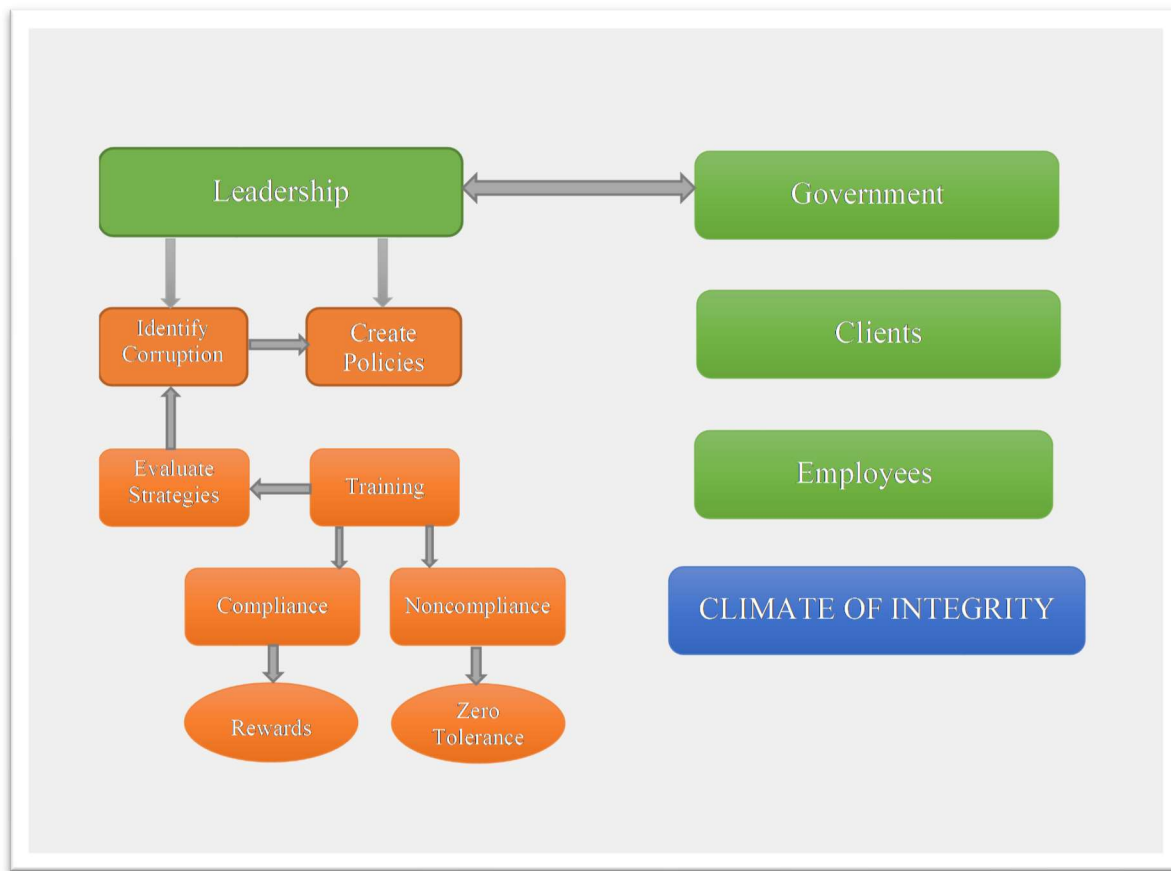 Leadership
Government
Identify
Corruption
Create
Policies
Clients
Evaluate
Strategies
Training
Employees
Compliance
Noncompliance
CLIMATE OF INTEGRITY
Rewards
Zero
Tolerance